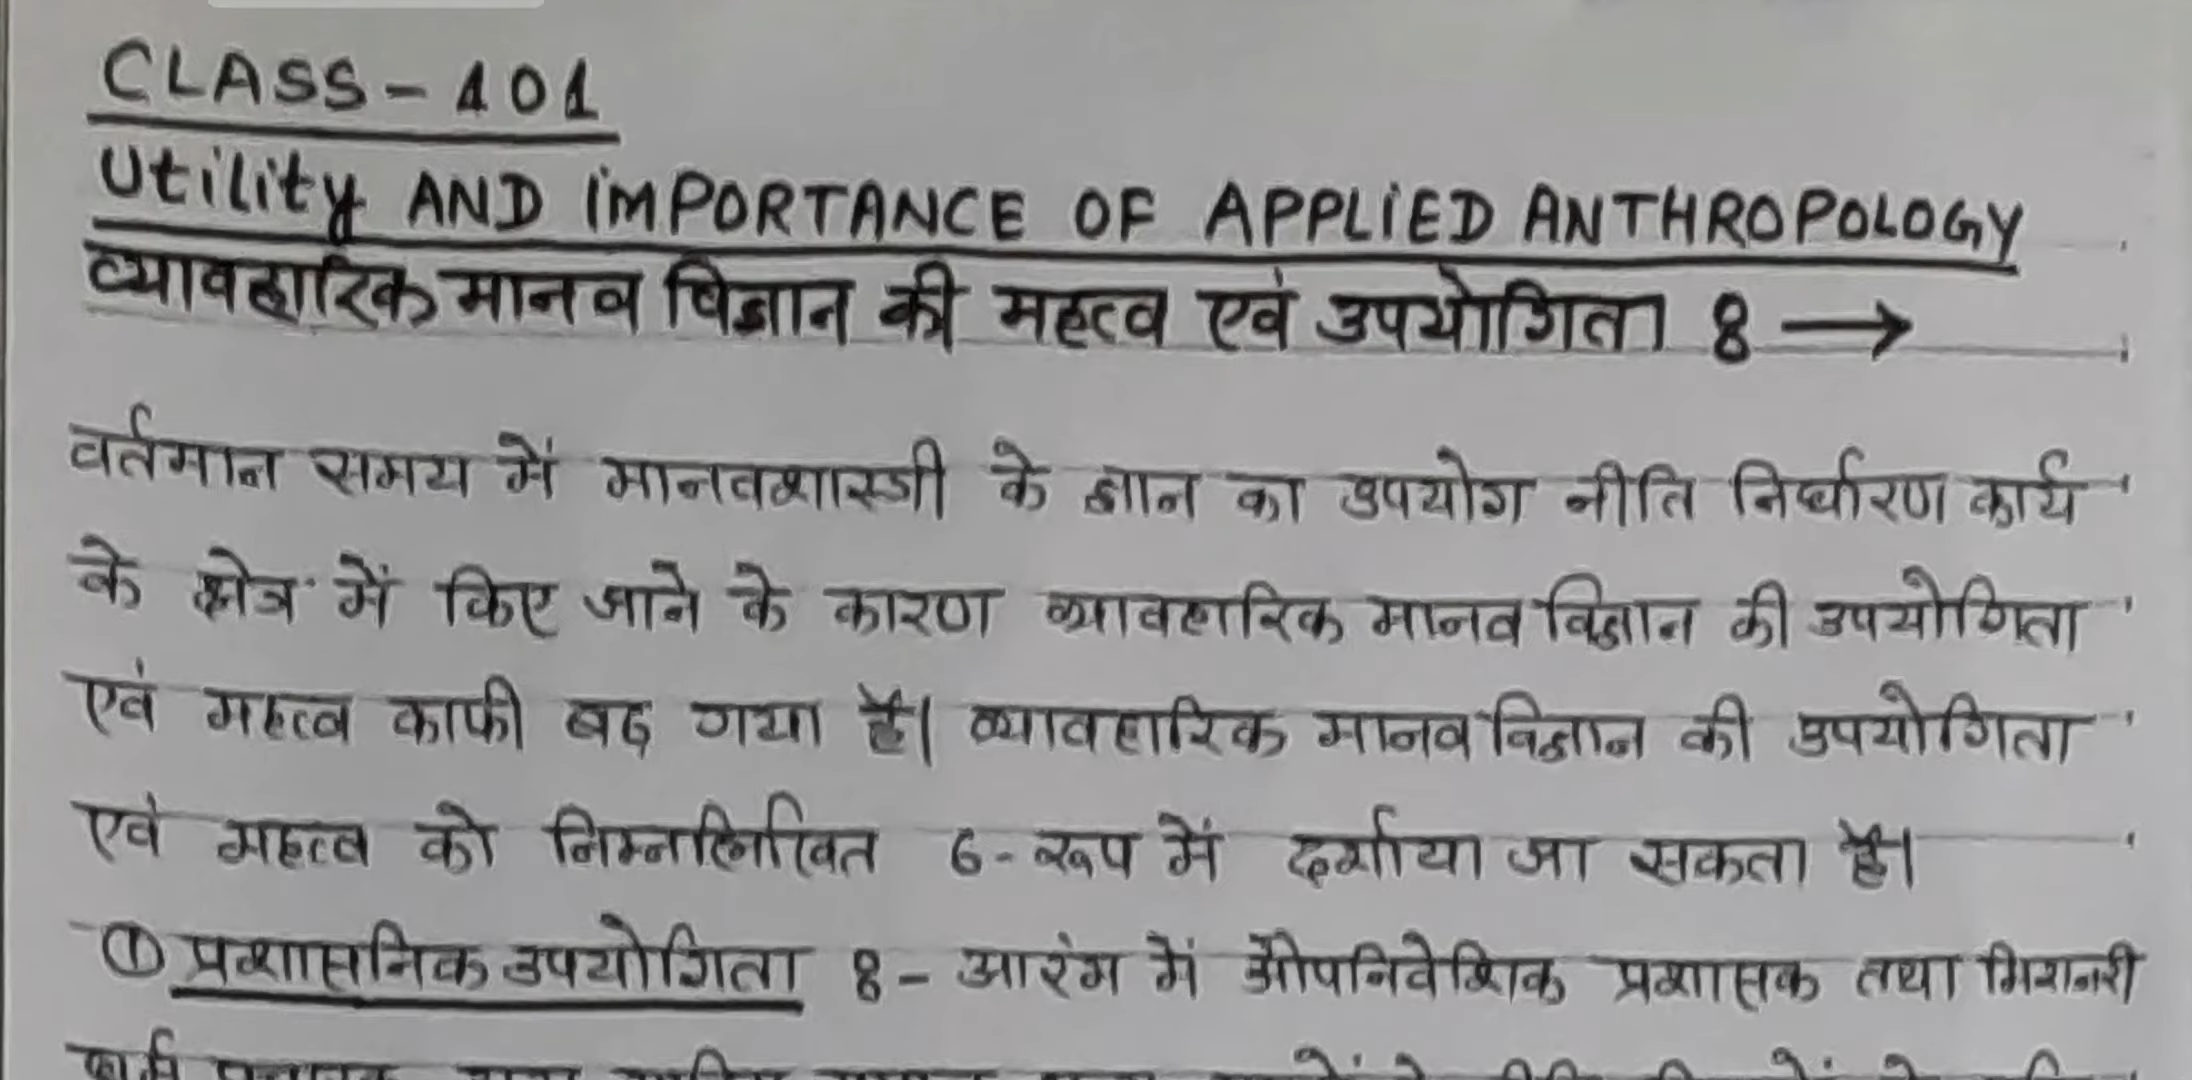 CLASS - 101
Utility AND IMPORTANCE OF APPLIED ANTHROPOLOGY
व्यावहारिक मानव विज्ञान की महत्व एवं उपयोगिता :→
वर्तमान समय में मानवशास्त्री के ज्ञान का उपयोग नीति निर्धारण कार्य
के क्षेत्र में किए जाने के कारण व्यावहारिक मानव विज्ञान की उपयोगिता
एवं महत्व काफी बढ़ गया है। व्यावहारिक मानव विज्ञान की उपयोगिता
एवं महत्व को निम्नलिखित 6- रूप में दर्शाया जा सकता है।
① प्रशासनिक उपयोगिता :- आरंभ में औपनिवेशिक प्रशासक तथा मिशनरी